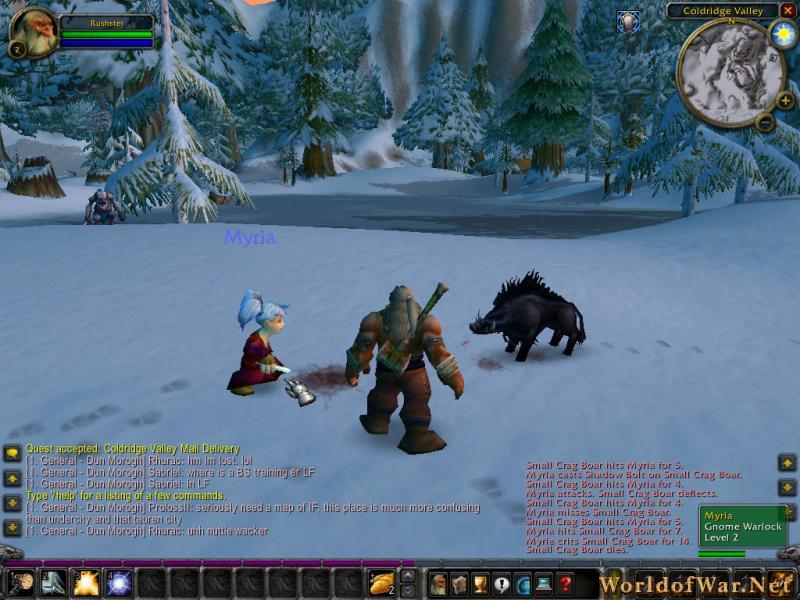 Rushster
2
Coldridge Valley
N
Myria
Quest accepted: Coldridge Valley Mail Delivery
[1. General - Dun Morogh] Rhurac: hm im lost. lol
[1. General - Dun Morogh] Sabriel: where is a BS training er LF
[1. General - Dun Morogh] Sabriel: in LF
Type '/help' for a listing of a few commands.
[1. General - Dun Morogh] ProlossII: seriously need a map of IF, this place is much more confusing
than undercity and that tauren city
[1. General - Dun Morogh] Rhurac: uhh nuttle wacker
Small Crag Boar hits Myria for 5.
Myria casts Shadow Bolt on Small Crag Boar.
Small Crag Boar hits Myria for 4.
Myria attacks. Small Crag Boar deflects.
Small Crag Boar hits Myria for 4.
Myria misses Small Crag Boar.
Small Crag Boar hits Myria for 5.
Myria hits Small Crag Boar for 7.
Myria crits Small Crag Boar for 14.
Small Crag Boar dies.
Myria
Gnome Warlock
Level 2
2
WorldofWar.Net